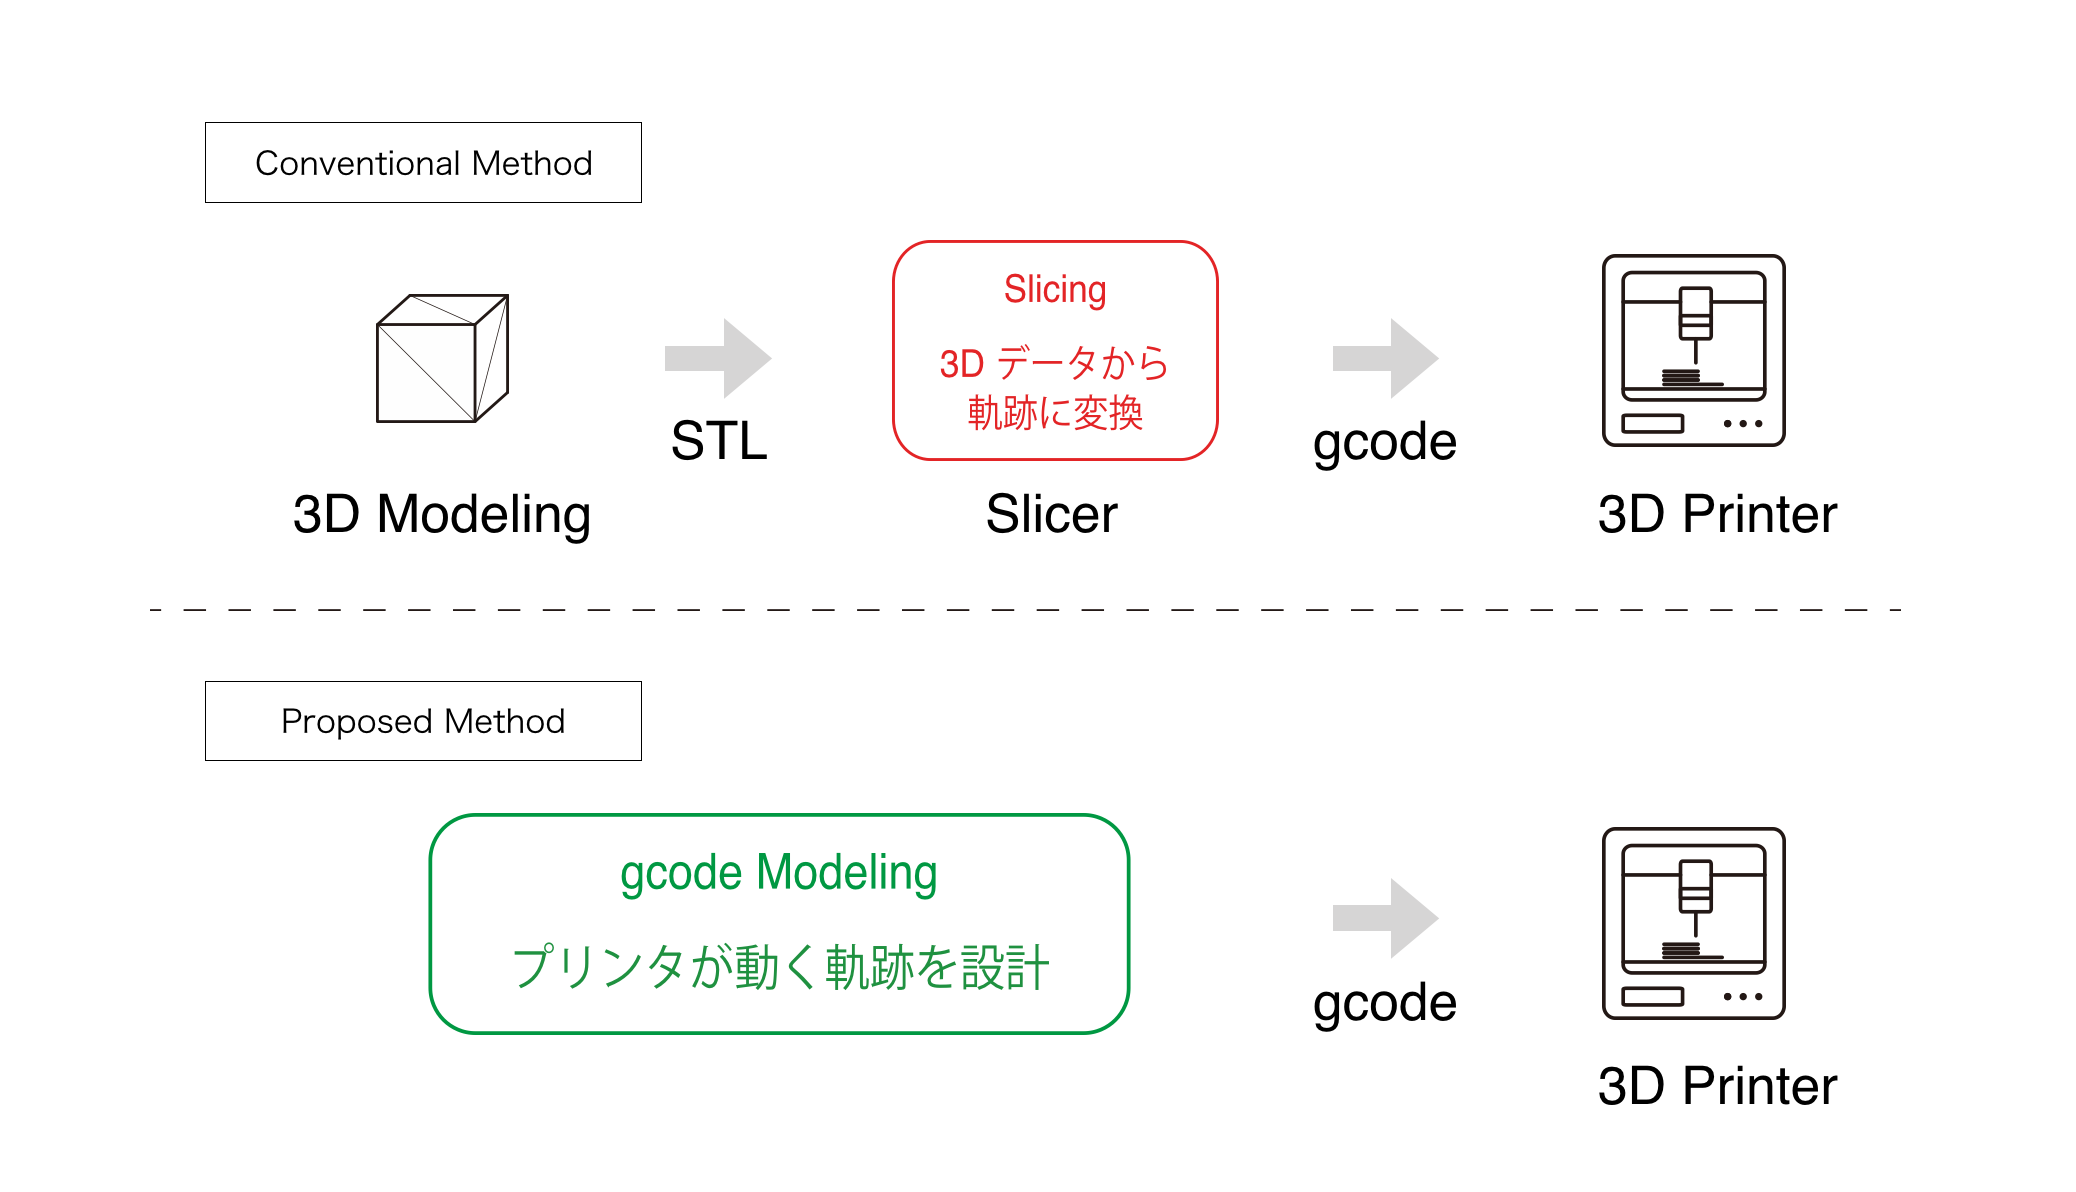 Conventional Method
Slicing
3D データから
軌跡に変換
STL
gcode
3D Modeling
Slicer
3D Printer
Proposed Method
gcode Modeling
プリンタが動く軌跡を設計
gcode
3D Printer